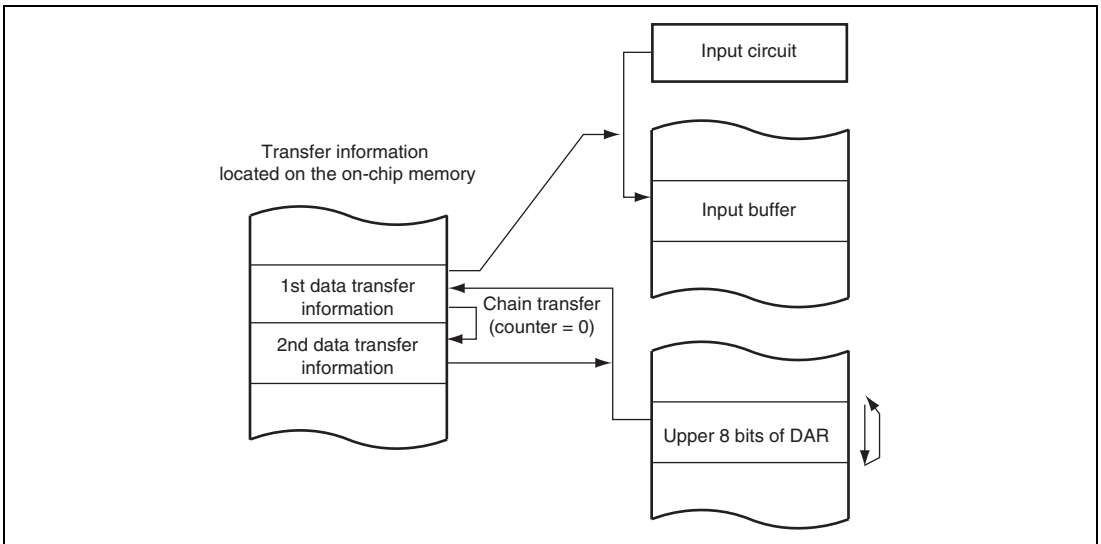 Input circuit
Transfer information
located on the on-chip memory
Input buffer
1st data transfer
information
Chain transfer
(counter = 0)
2nd data transfer
information
Upper 8 bits of DAR